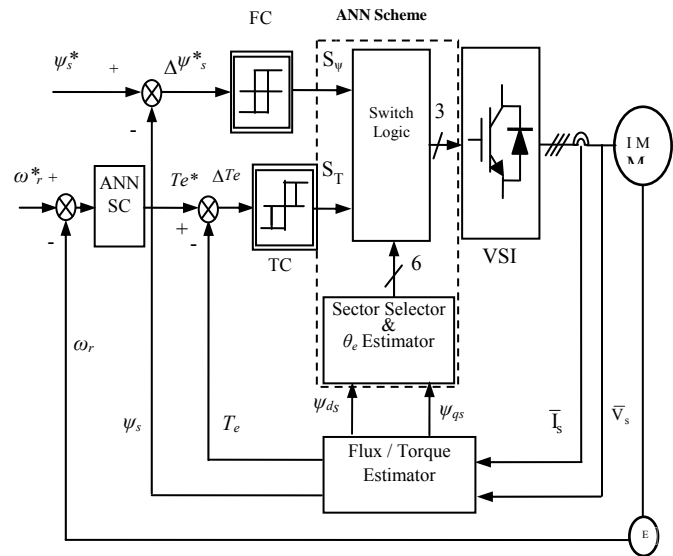 FC
ANN Scheme
ψs* + Δψ*s
-
Sψ
Switch
Logic
3
I M
M
ω*r +
-
ANN
SC
Te* ΔTe
+
-
ST
TC
VSI
6
Sector Selector
&
θe Estimator
ωr
ψs
Te
ψds
ψqs
I̅s
V̅s
Flux / Torque
Estimator
E